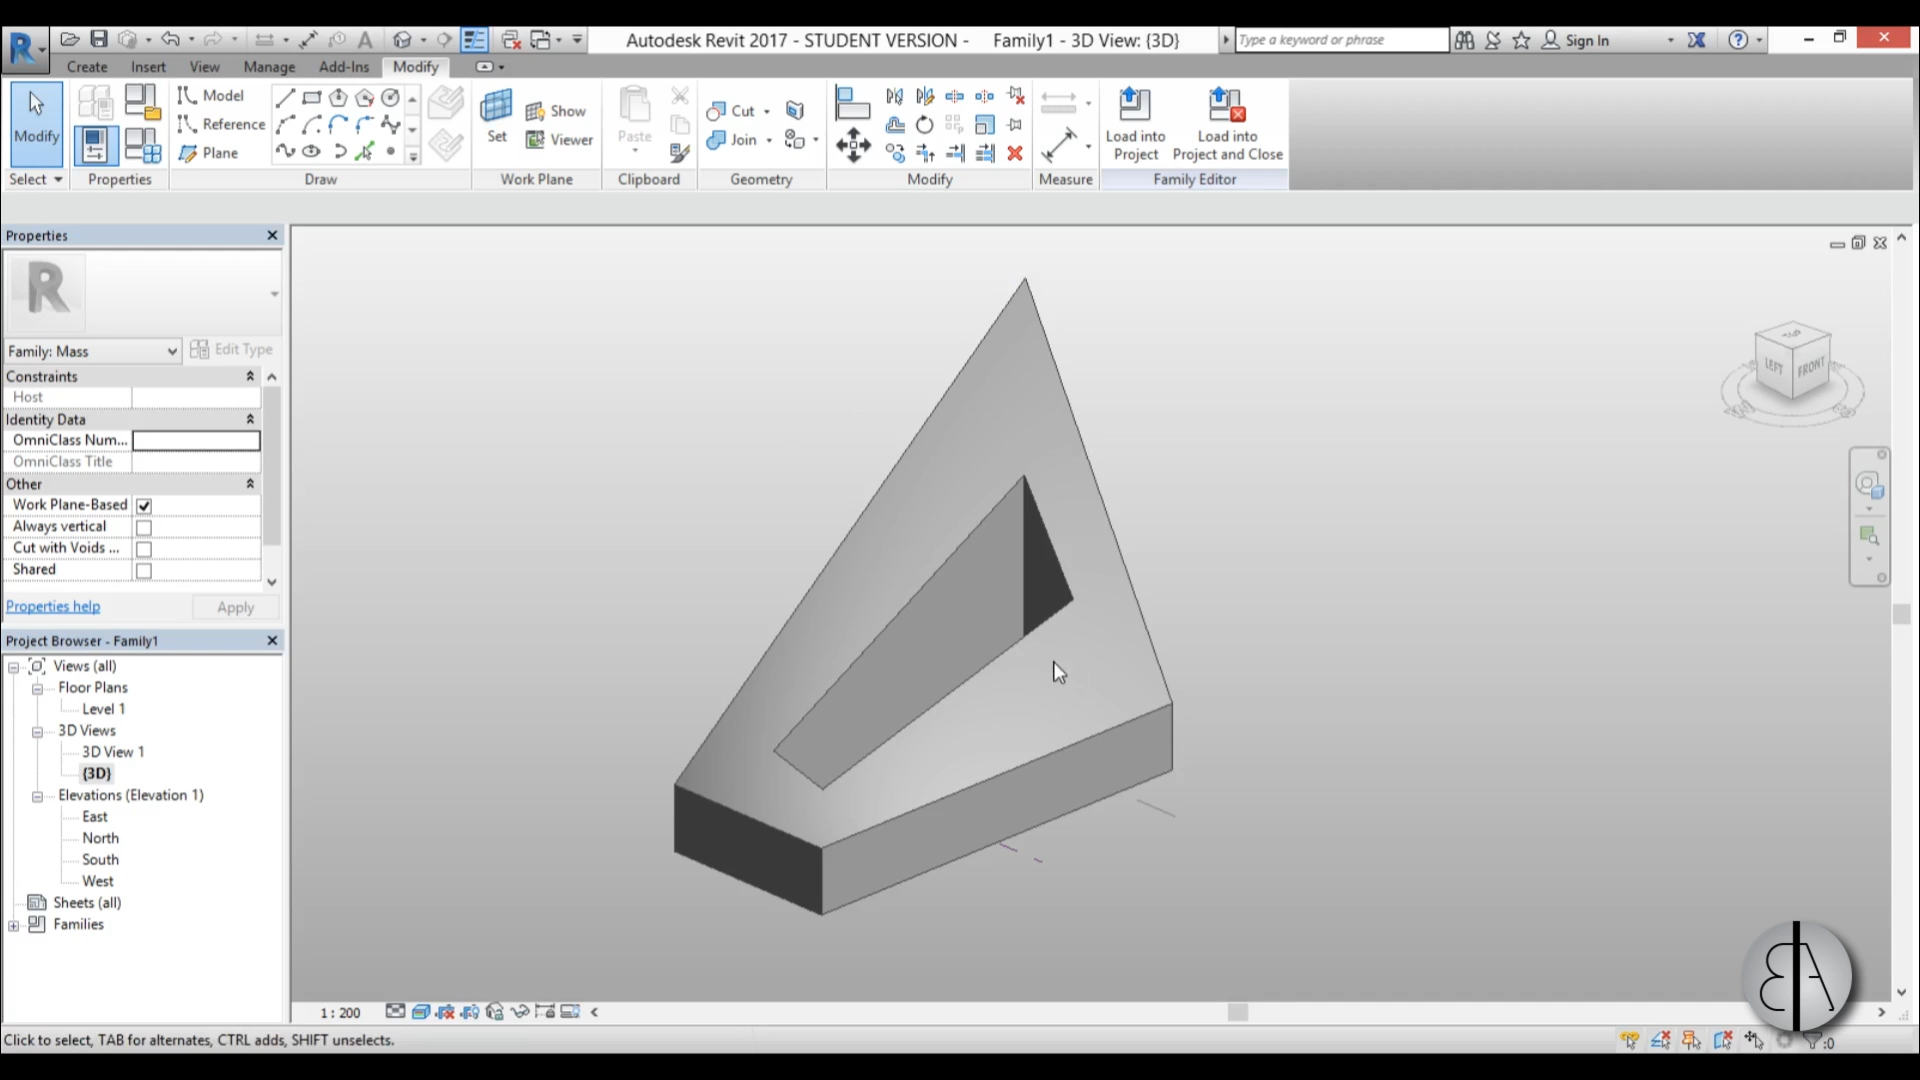 Autodesk Revit 2017 - STUDENT VERSION - Family1 - 3D View: {3D}
Type a keyword or phrase
Sign In
Create Insert View Manage Add-Ins Modify
Modify
Select
Properties
Model
Reference
Plane
Draw
Set
Show
Viewer
Work Plane
Paste
Clipboard
Cut
Join
Geometry
Modify
Measure
Load into Project
Load into Project and Close
Family Editor
Properties
R
Family: Mass
Edit Type
Constraints
Host
Identity Data
OmniClass Num...
OmniClass Title
Other
Work Plane-Based
Always vertical
Cut with Voids ...
Shared
Properties help
Apply
Project Browser - Family1
Views (all)
Floor Plans
Level 1
3D Views
3D View 1
{3D}
Elevations (Elevation 1)
East
North
South
West
Sheets (all)
Families
TOP
LEFT
FRONT
1 : 200
Click to select, TAB for alternates, CTRL adds, SHIFT unselects.
:0